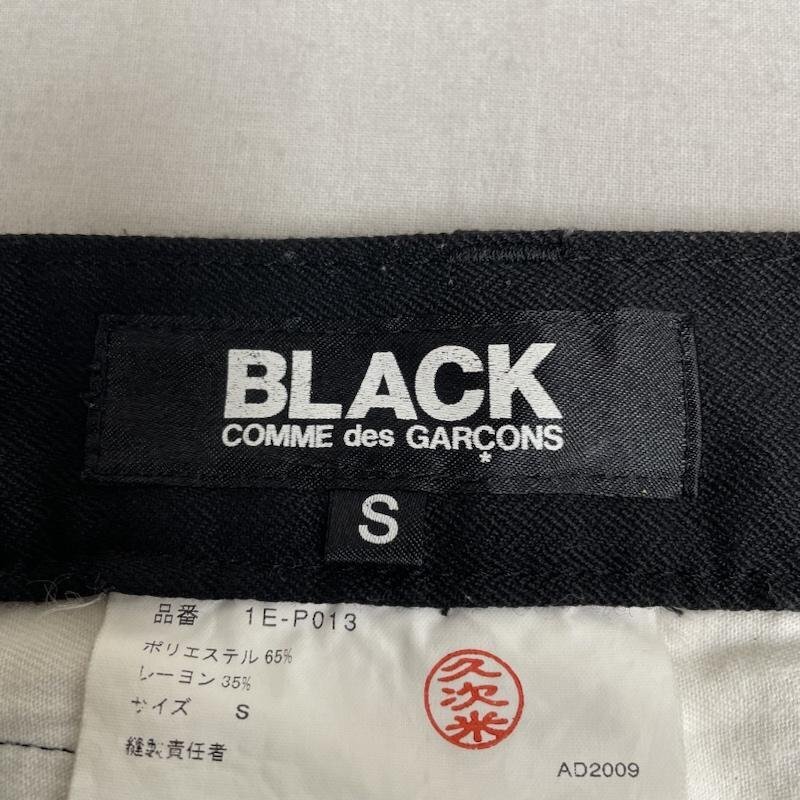 BLACK
COMME des GARÇONS
S
品番 1E-P013
ポリエステル 65%
レーヨン 35%
サイズ S
久次米
縫製責任者
AD2009